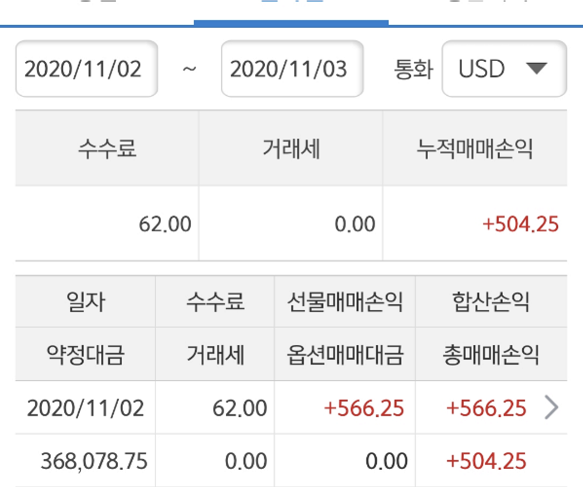 2020/11/02 ~ 2020/11/03 통화 USD
수수료 거래세 누적매매손익
62.00 0.00 +504.25
일자 수수료 선물매매손익 합산손익
약정대금 거래세 옵션매매대금 총매매손익
2020/11/02 62.00 +566.25 +566.25
368,078.75 0.00 0.00 +504.25